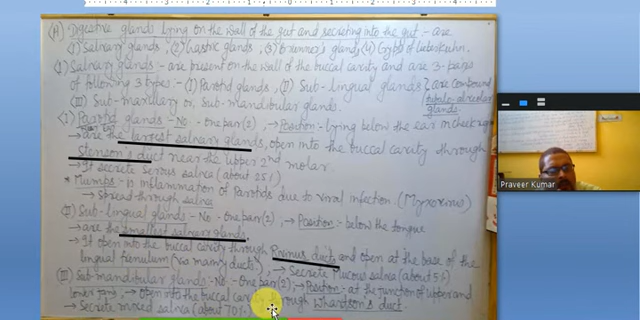 (A) Digestive glands lying on the wall of the gut and secreting into the gut - are
(1) Salivary glands, (2) Gastric glands, (3) Brunner's glands, (4) Crypts of Lieberkuhn.
(1) Salivary glands - are present on the wall of the buccal cavity and are 3-pairs
of following 3 types - (I) Parotid glands, (II) Sub-lingual glands } are compound
(III) Sub-maxillary or, Sub-mandibular glands. tubulo-alveolar
glands
(I) Parotid glands - No - one pair(2), → Position - lying below the ear in cheek region
→ are the largest salivary glands, open into the buccal cavity through
Stenson's duct near the upper 2nd molar.
→ It secrete serous saliva (about 25%)
* Mumps - is inflammation of Parotids due to viral infection (Myxovirus)
→ Spread through saliva
(II) Sub-lingual glands - No - one pair(2), → Position:- below the tongue
→ are the smallest salivary glands
→ It open into the buccal cavity through Rivinus duct, and open at the base of the
lingual frenulum (has many ducts), → Secrete Mucous saliva (about 5%)
(III) Sub-mandibular glands - No - one pair(2), → Position:- at the junction of upper and
lower jaws, → open into the buccal cavity through Wharton's duct
→ Secrete mixed saliva (about 70%)
Praveer Kumar